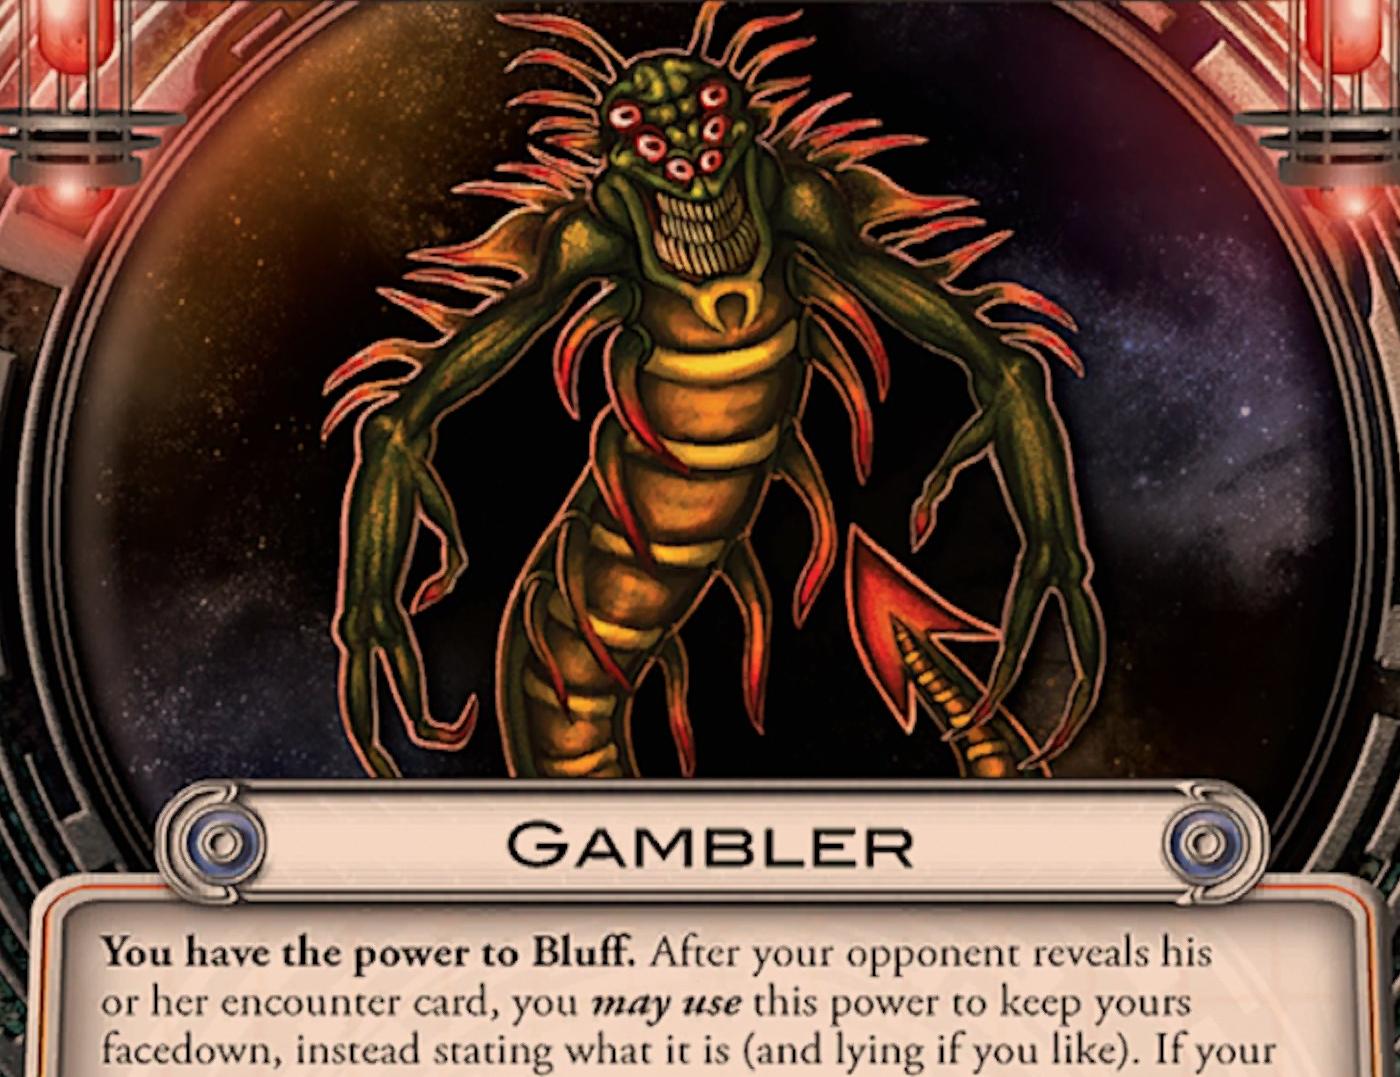 GAMBLER
You have the power to Bluff. After your opponent reveals his
or her encounter card, you may use this power to keep yours
facedown, instead stating what it is (and lying if you like). If your